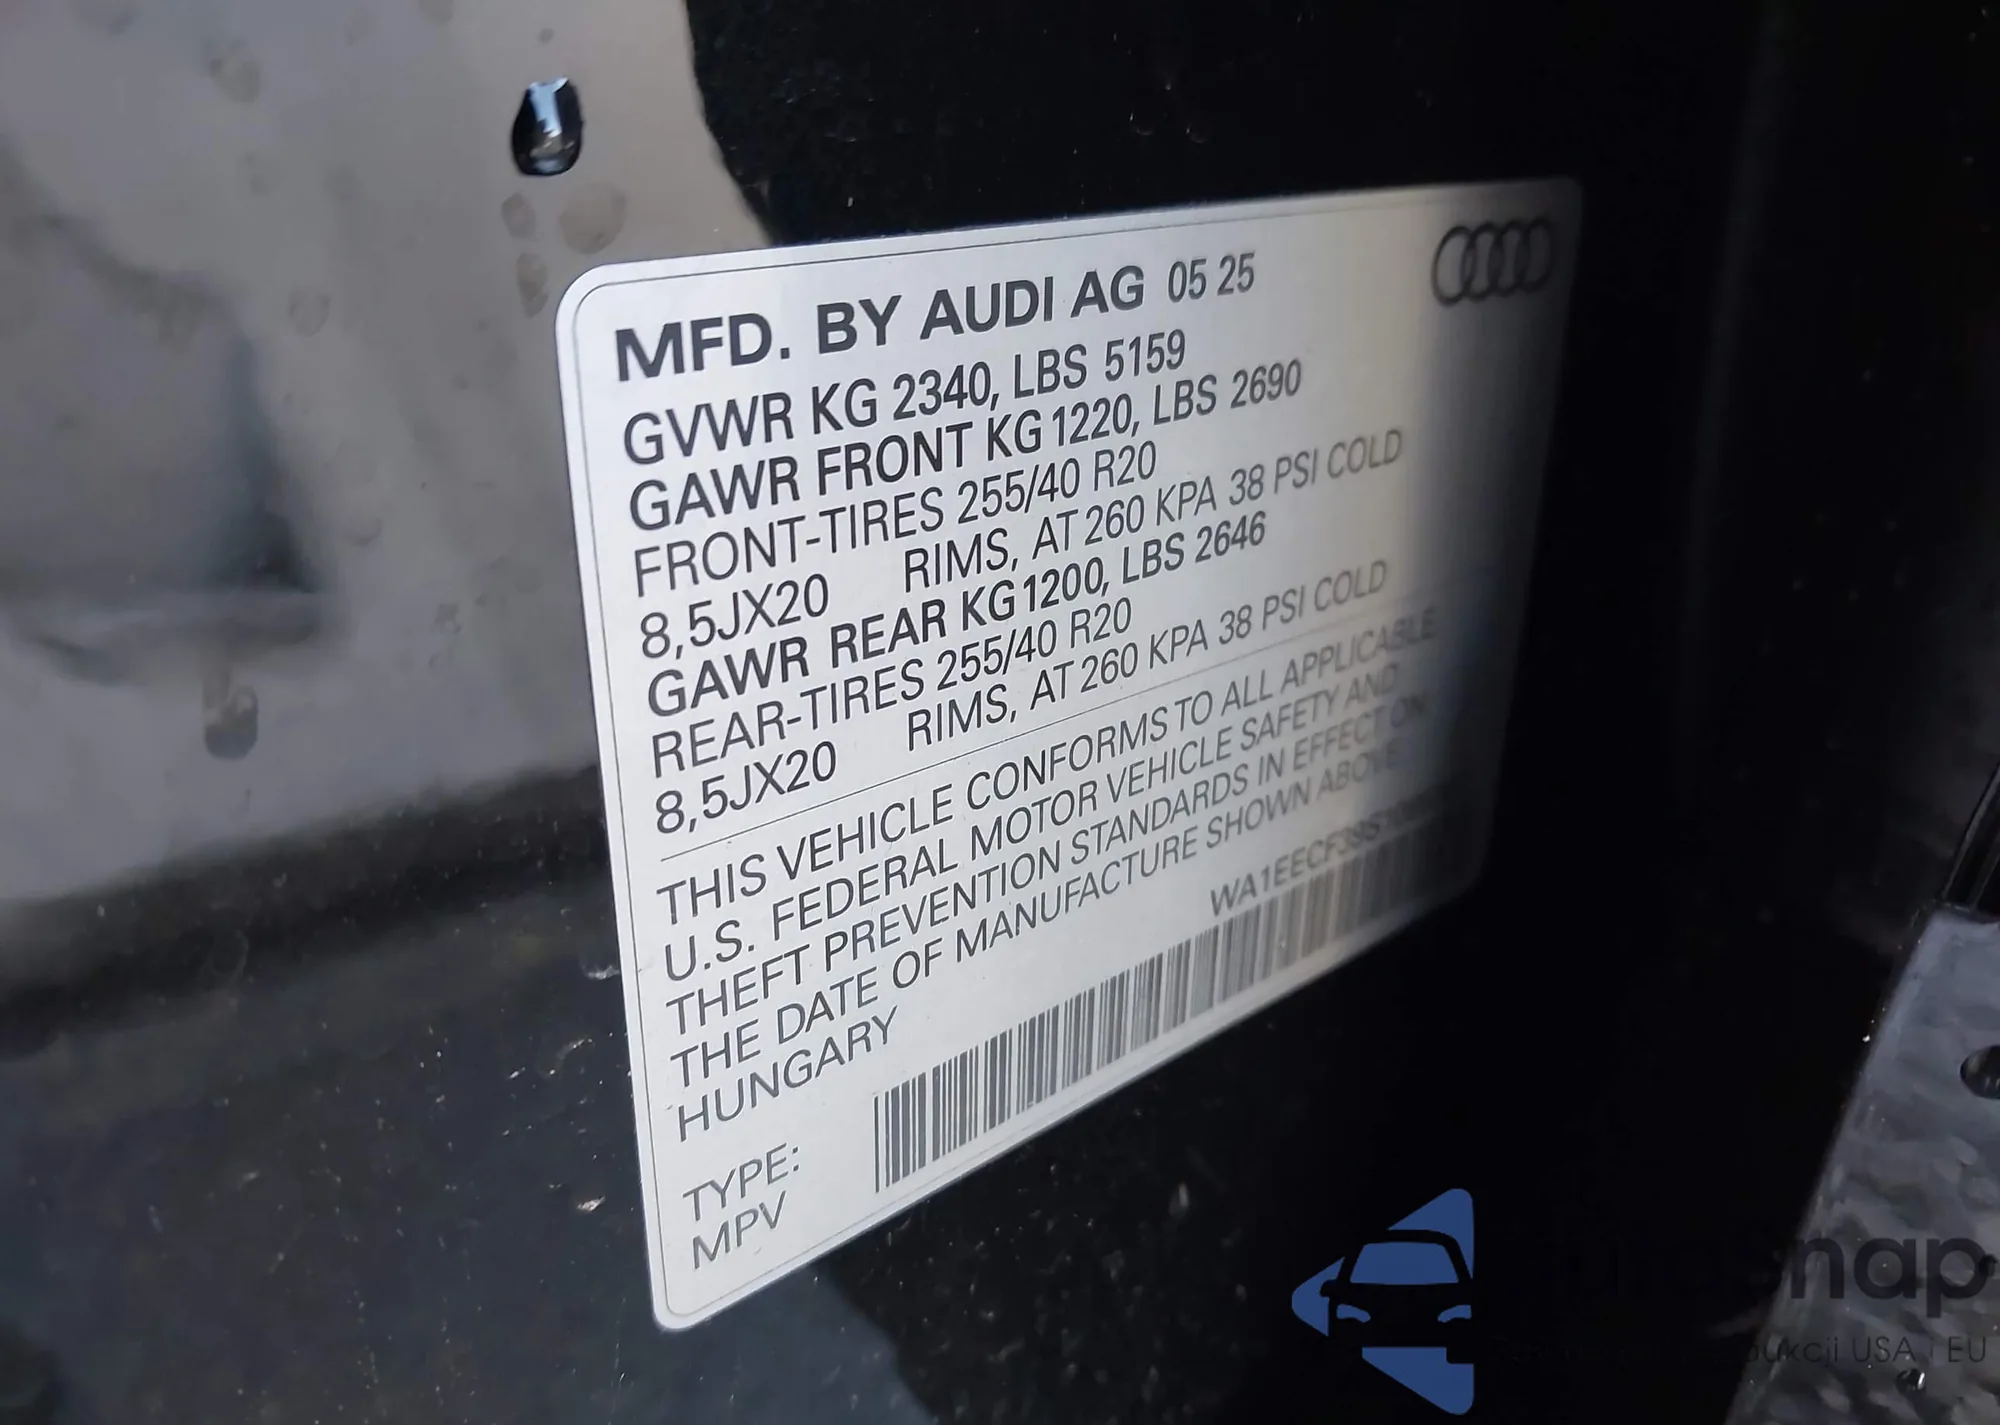 MFD. BY AUDI AG 05 25
GVWR KG 2340, LBS 5159
GAWR FRONT KG 1220, LBS 2690
FRONT-TIRES 255/40 R20
8,5JX20 RIMS, AT 260 KPA 38 PSI COLD
GAWR REAR KG 1200, LBS 2646
REAR-TIRES 255/40 R20
8,5JX20 RIMS, AT 260 KPA 38 PSI COLD
THIS VEHICLE CONFORMS TO ALL APPLICABLE
U.S. FEDERAL MOTOR VEHICLE SAFETY AND
THEFT PREVENTION STANDARDS IN EFFECT ON
THE DATE OF MANUFACTURE SHOWN ABOVE.
HUNGARY
TYPE:
MPV
USA EU